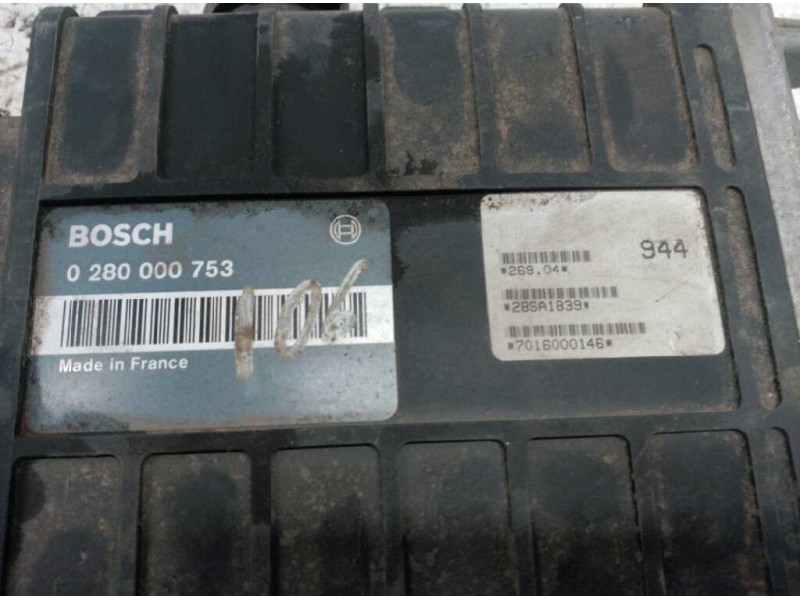 BOSCH
0 280 000 753
106
Made in France
944
*269.04*
*28SA1839*
*7016000146*